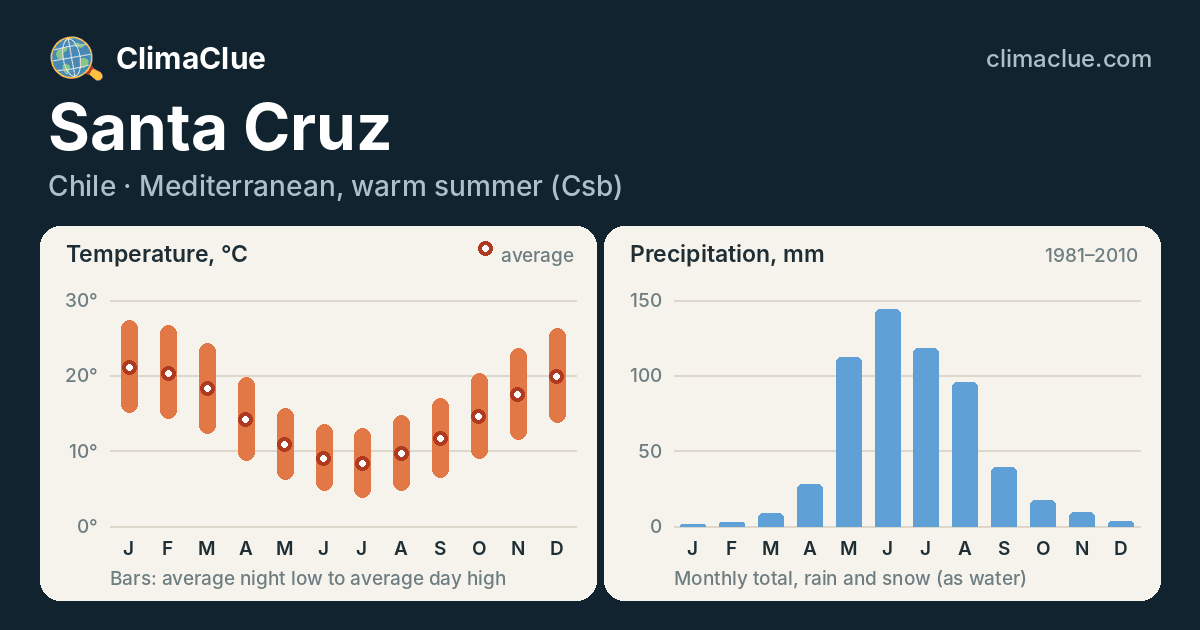 ClimaClue
climaclue.com
Santa Cruz
Chile · Mediterranean, warm summer (Csb)
Temperature, °C
average
30°
20°
10°
0°
J F M A M J J A S O N D
Bars: average night low to average day high
Precipitation, mm
1981–2010
150
100
50
0
J F M A M J J A S O N D
Monthly total, rain and snow (as water)